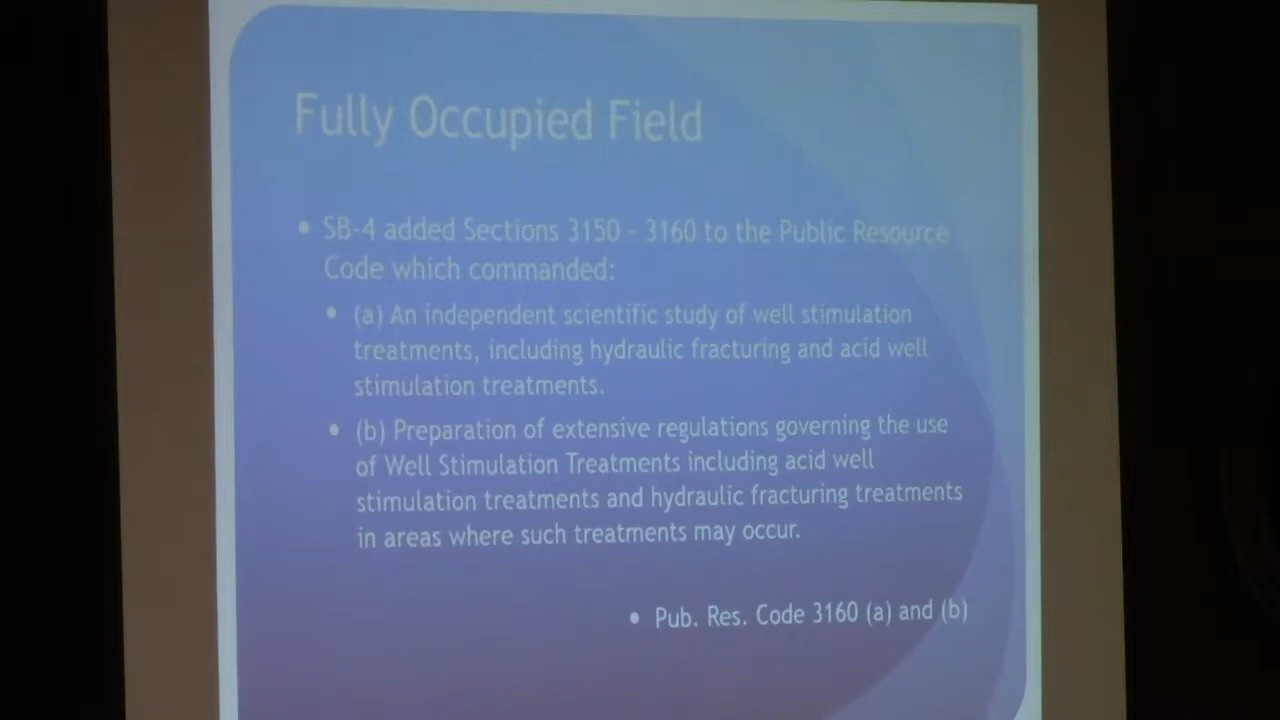 Fully Occupied Field
• SB-4 added Sections 3150 – 3160 to the Public Resource
Code which commanded:
• (a) An independent scientific study of well stimulation
treatments, including hydraulic fracturing and acid well
stimulation treatments.
• (b) Preparation of extensive regulations governing the use
of Well Stimulation Treatments including acid well
stimulation treatments and hydraulic fracturing treatments
in areas where such treatments may occur.
• Pub. Res. Code 3160 (a) and (b)